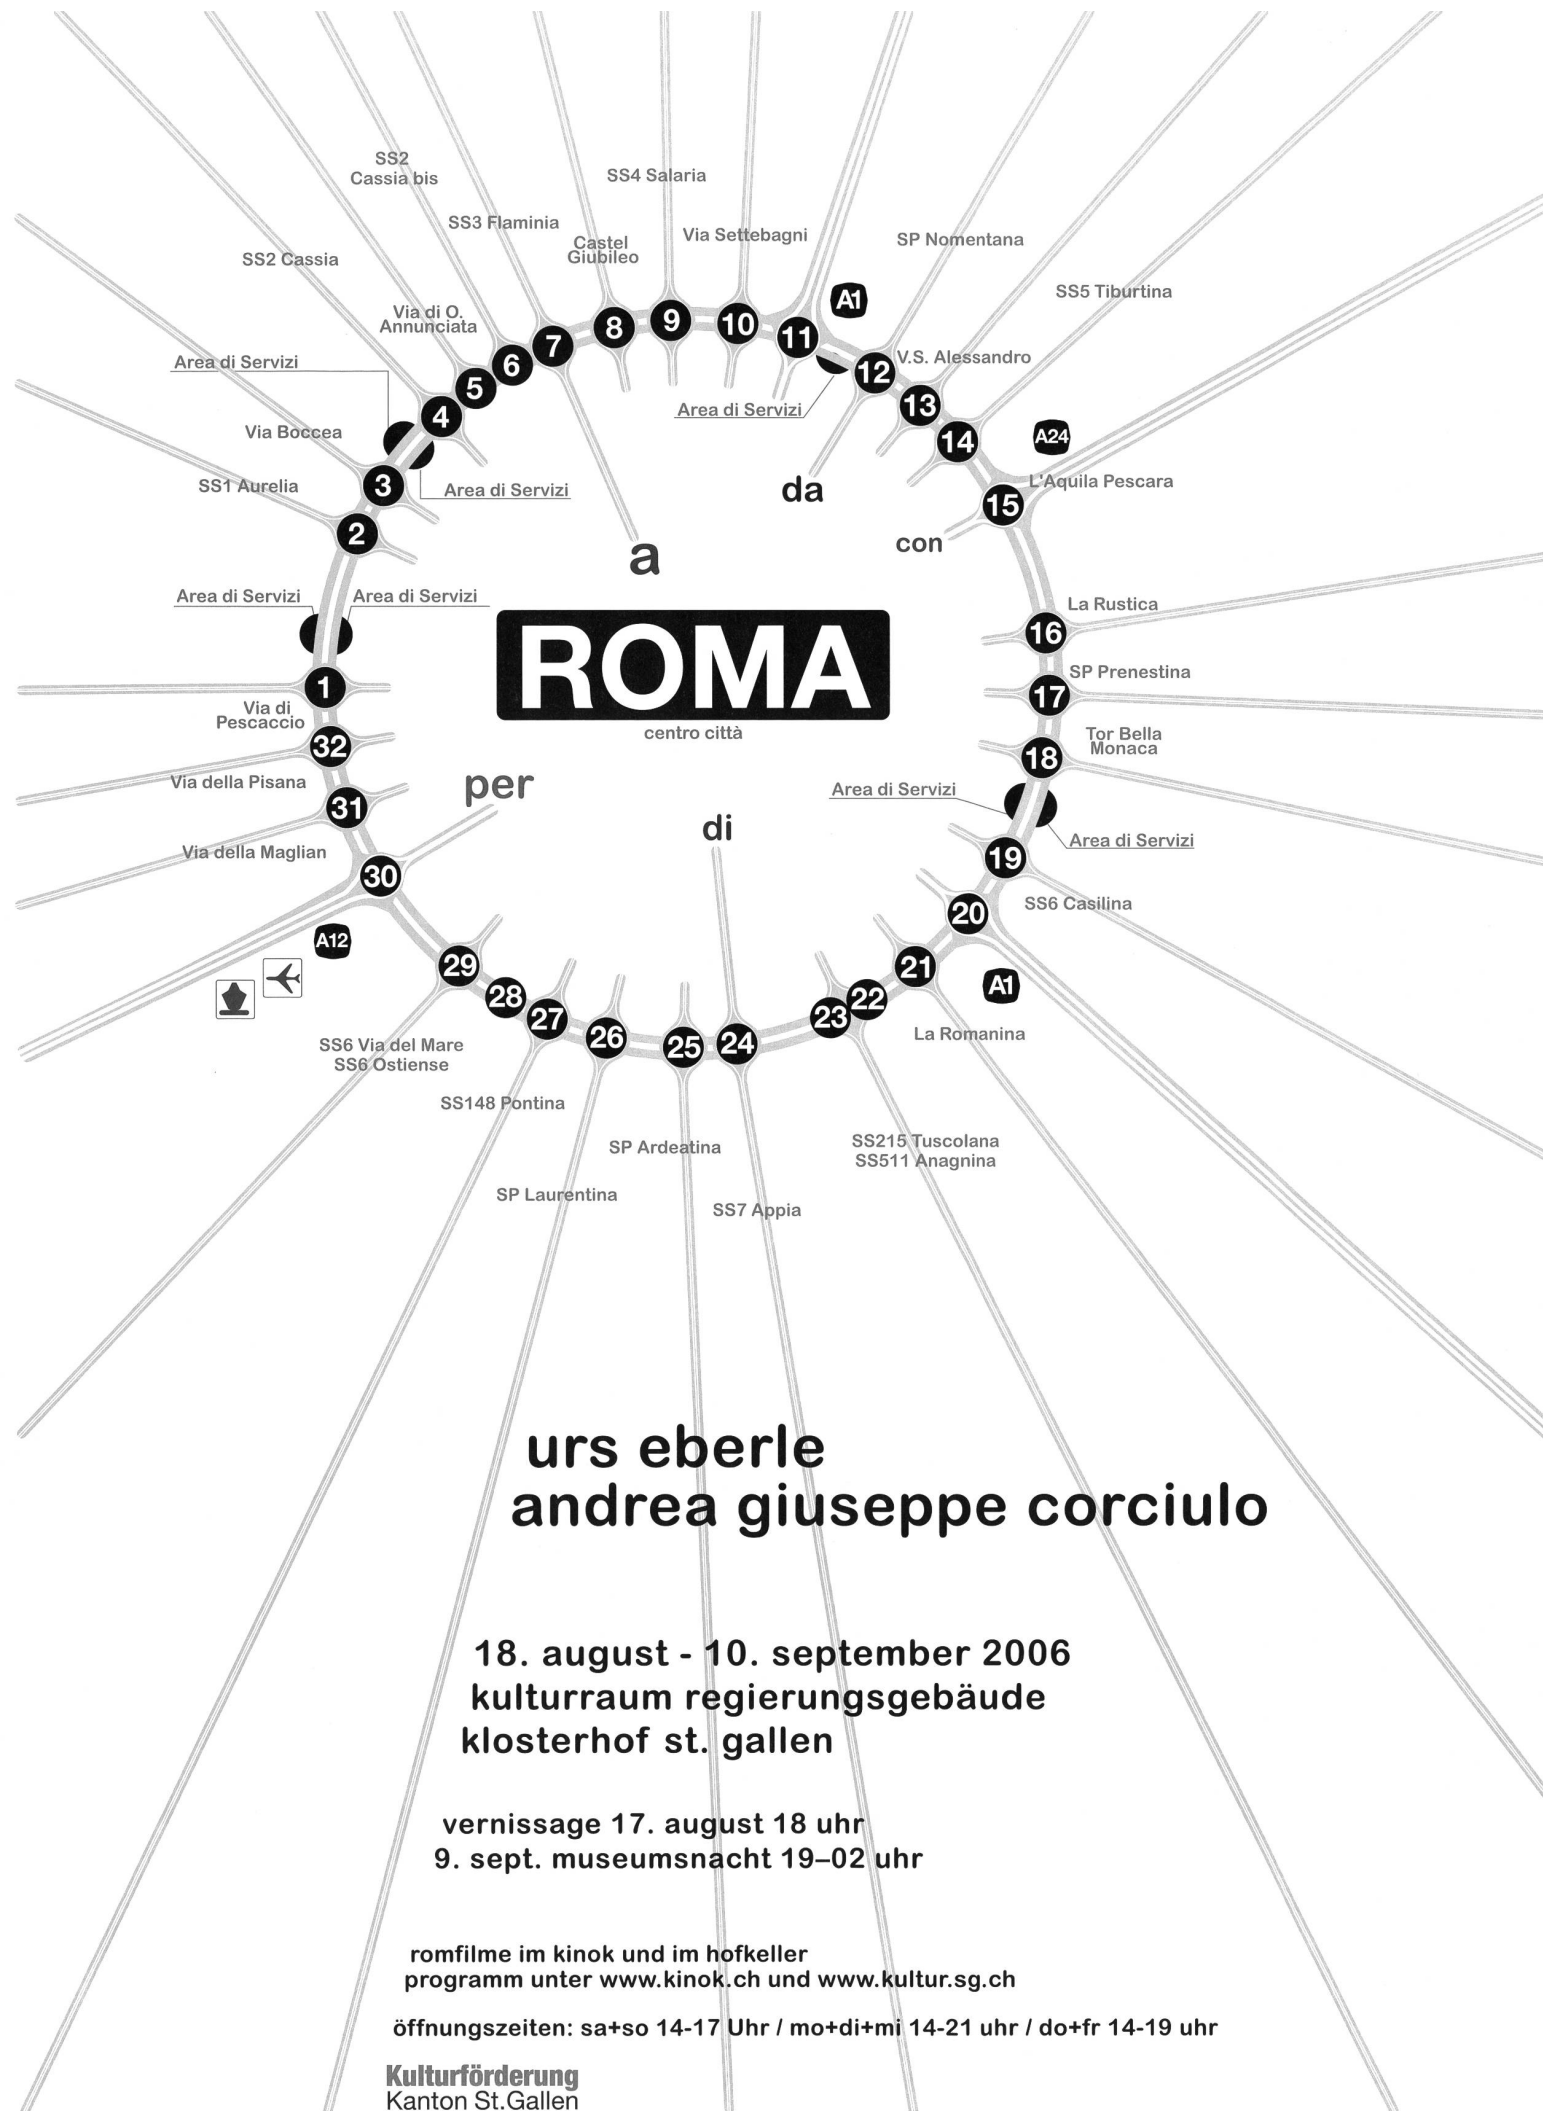 SS2
Cassia bis
SS4 Salaria
SS3 Flaminia
Castel
Giubileo
Via Settebagni
SP Nomentana
SS2 Cassia
SS5 Tiburtina
Via di O.
Annunciata
A1
Area di Servizi
V.S. Alessandro
1
2
3
4
5
6
7
8
9
10
11
12
13
14
15
16
17
18
19
20
21
22
23
24
25
26
27
28
29
30
31
32
Area di Servizi
Via Boccea
A24
L'Aquila Pescara
SS1 Aurelia
Area di Servizi
da
con
a
Area di Servizi
Area di Servizi
La Rustica
ROMA
centro città
SP Prenestina
Via di
Pescaccio
Tor Bella
Monaca
Via della Pisana
per
Area di Servizi
di
Area di Servizi
Via della Maglian
SS6 Casilina
A12
A1
La Romanina
SS6 Via del Mare
SS6 Ostiense
SS148 Pontina
SP Ardeatina
SS215 Tuscolana
SS511 Anagnina
SP Laurentina
SS7 Appia
urs eberle
andrea giuseppe corciulo
18. august - 10. september 2006
kulturraum regierungsgebäude
klosterhof st. gallen
vernissage 17. august 18 uhr
9. sept. museumsnacht 19–02 uhr
romfilme im kinok und im hofkeller
programm unter www.kinok.ch und www.kultur.sg.ch
öffnungszeiten: sa+so 14-17 Uhr / mo+di+mi 14-21 uhr / do+fr 14-19 uhr
Kulturförderung
Kanton St.Gallen